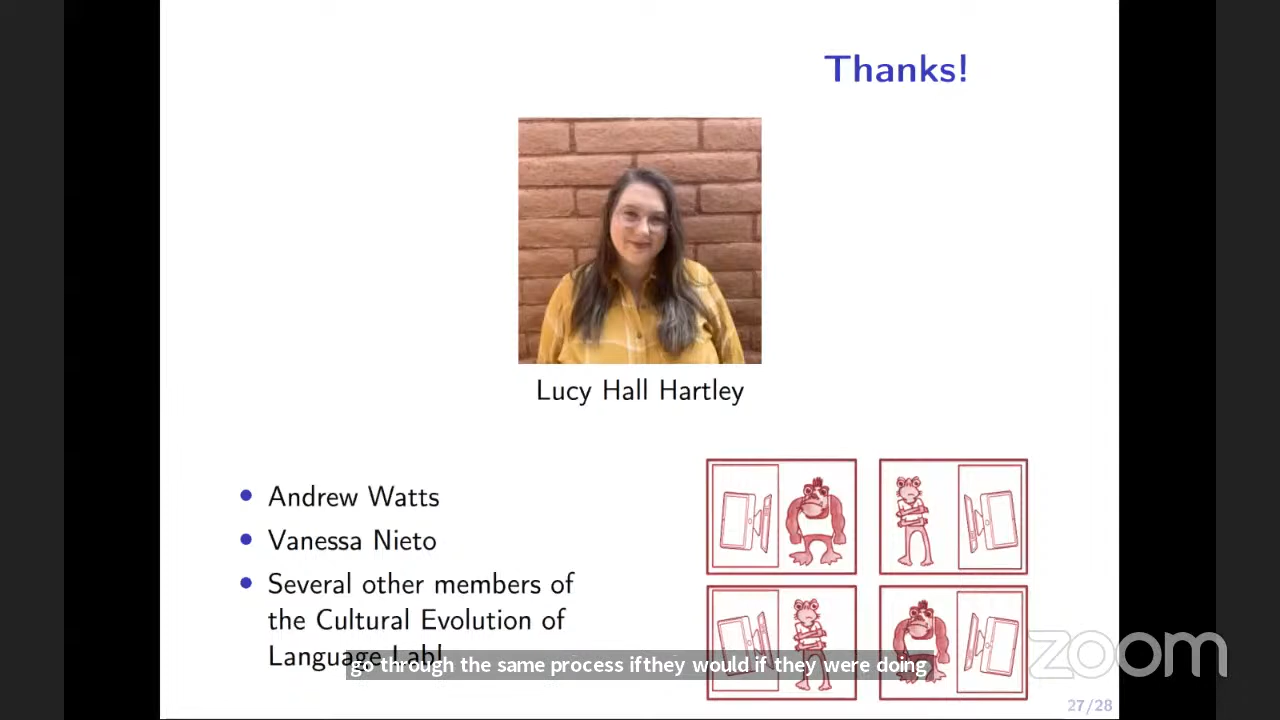 Thanks!
Lucy Hall Hartley
• Andrew Watts
• Vanessa Nieto
• Several other members of
the Cultural Evolution of
Language Lab!
go through the same process ifthey would if they were doing
zoom
27/28